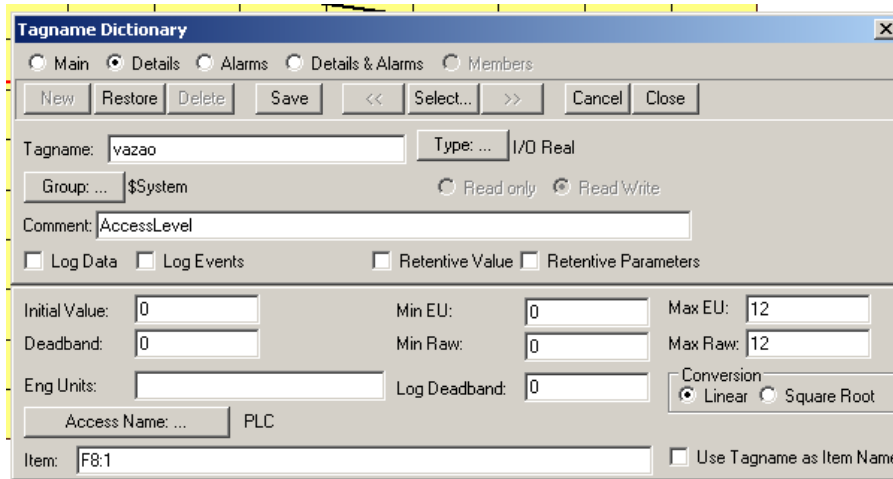 Tagname Dictionary
Main Details Alarms Details & Alarms Members
New Restore Delete Save << Select... >> Cancel Close
Tagname: vazao Type: ... I/O Real
Group: ... $System Read only Read Write
Comment: AccessLevel
Log Data Log Events Retentive Value Retentive Parameters
Initial Value: 0 Min EU: 0 Max EU: 12
Deadband: 0 Min Raw: 0 Max Raw: 12
Eng Units: Log Deadband: 0 Conversion
Linear Square Root
Access Name: ... PLC
Item: F8:1 Use Tagname as Item Name